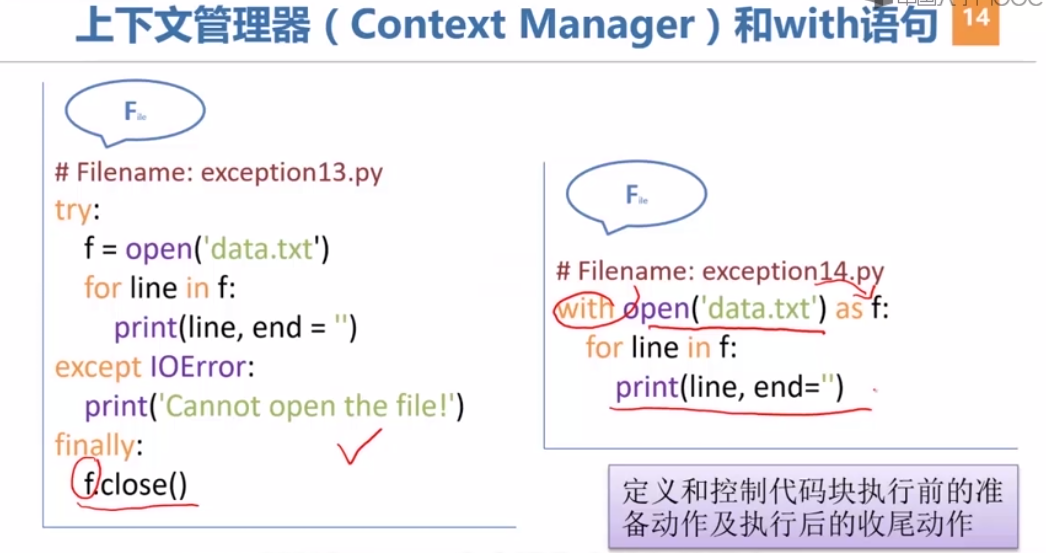 上下文管理器（Context Manager）和with语句
14
File
# Filename: exception13.py
try:
f = open('data.txt')
for line in f:
print(line, end = '')
except IOError:
print('Cannot open the file!')
finally:
f.close()
File
# Filename: exception14.py
with open('data.txt') as f:
for line in f:
print(line, end='')
定义和控制代码块执行前的准
备动作及执行后的收尾动作